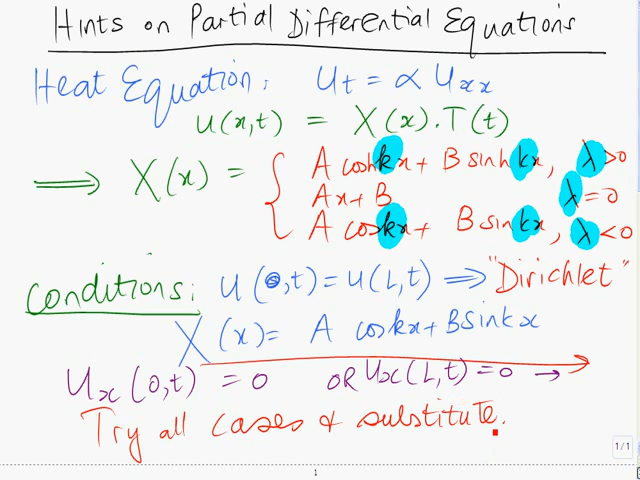 Hints on Partial Differential Equations
Heat Equation: Ut = α Uxx
U(x,t) = X(x).T(t)
⟹ X(x) = { A coshkx + B sinhkx, λ>0
Ax+B λ=0
A coskx + B sinkx, λ<0
Conditions: U(0,t) = U(L,t) ⟹ "Dirichlet"
X(x) = A coskx + B sinkx
Ux(0,t) = 0 OR Ux(L,t) = 0 →
Try all cases & substitute.
1/1
1